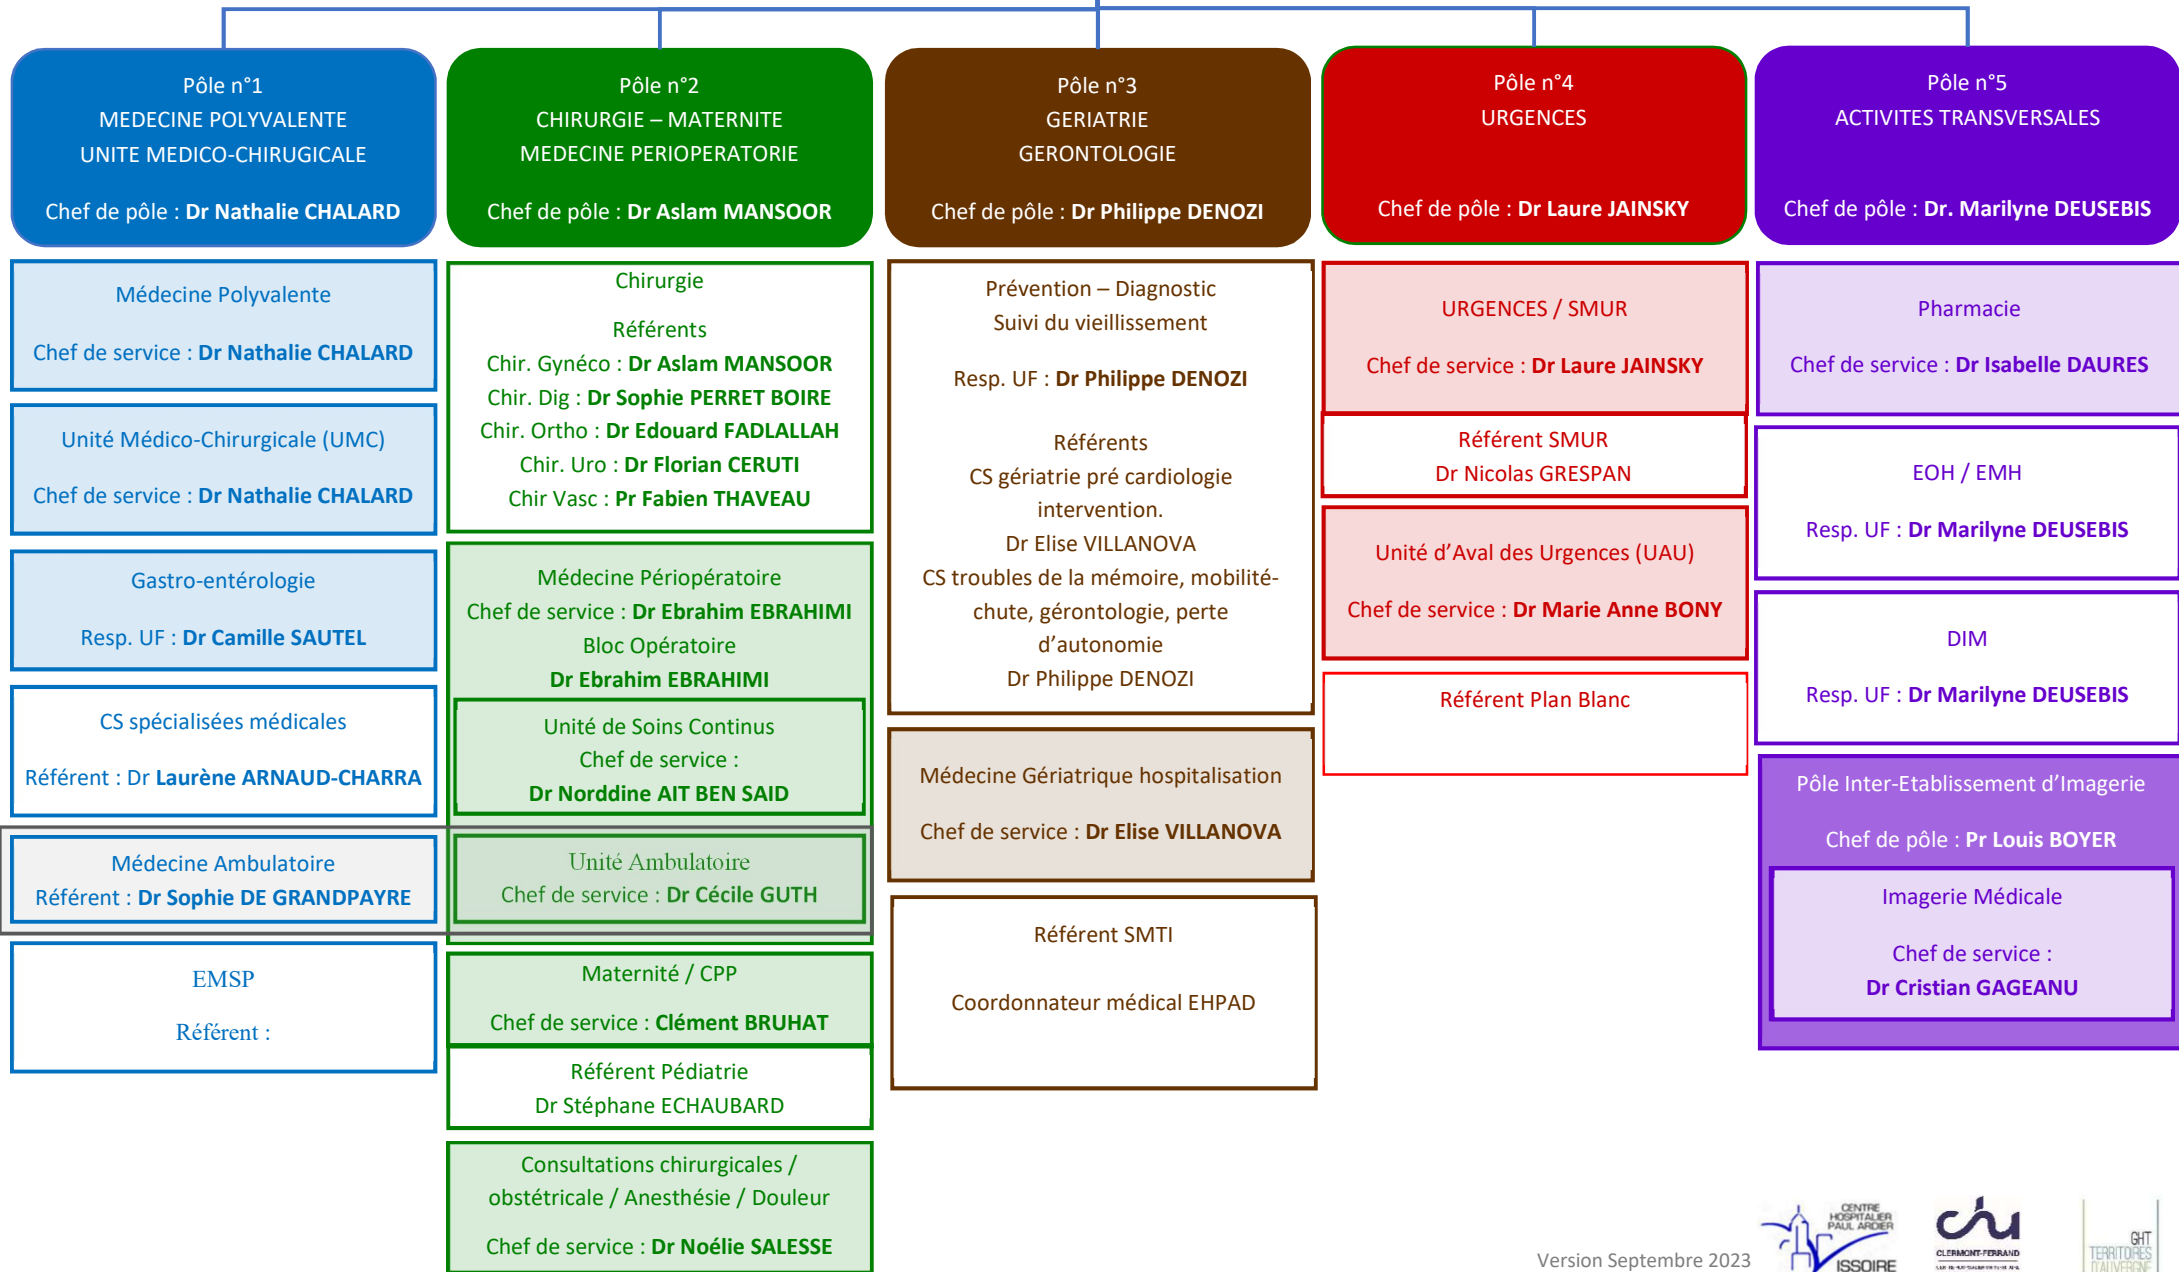 Pôle n°1
MEDECINE POLYVALENTE
UNITE MEDICO-CHIRUGICALE
Chef de pôle : Dr Nathalie CHALARD
Médecine Polyvalente
Chef de service : Dr Nathalie CHALARD
Unité Médico-Chirurgicale (UMC)
Chef de service : Dr Nathalie CHALARD
Gastro-entérologie
Resp. UF : Dr Camille SAUTEL
CS spécialisées médicales
Référent : Dr Laurène ARNAUD-CHARRA
Médecine Ambulatoire
Référent : Dr Sophie DE GRANDPAYRE
EMSP
Référent :
Pôle n°2
CHIRURGIE – MATERNITE
MEDECINE PERIOPERATORIE
Chef de pôle : Dr Aslam MANSOOR
Chirurgie
Référents
Chir. Gynéco : Dr Aslam MANSOOR
Chir. Dig : Dr Sophie PERRET BOIRE
Chir. Ortho : Dr Edouard FADLALLAH
Chir. Uro : Dr Florian CERUTI
Chir Vasc : Pr Fabien THAVEAU
Médecine Périopératoire
Chef de service : Dr Ebrahim EBRAHIMI
Bloc Opératoire
Dr Ebrahim EBRAHIMI
Unité de Soins Continus
Chef de service :
Dr Norddine AIT BEN SAID
Unité Ambulatoire
Chef de service : Dr Cécile GUTH
Maternité / CPP
Chef de service : Clément BRUHAT
Référent Pédiatrie
Dr Stéphane ECHAUBARD
Consultations chirurgicales /
obstétricale / Anesthésie / Douleur
Chef de service : Dr Noélie SALESSE
Pôle n°3
GERIATRIE
GERONTOLOGIE
Chef de pôle : Dr Philippe DENOZI
Prévention – Diagnostic
Suivi du vieillissement
Resp. UF : Dr Philippe DENOZI
Référents
CS gériatrie pré cardiologie
intervention.
Dr Elise VILLANOVA
CS troubles de la mémoire, mobilité-
chute, gérontologie, perte
d’autonomie
Dr Philippe DENOZI
Médecine Gériatrique hospitalisation
Chef de service : Dr Elise VILLANOVA
Référent SMTI
Coordonnateur médical EHPAD
Pôle n°4
URGENCES
Chef de pôle : Dr Laure JAINSKY
URGENCES / SMUR
Chef de service : Dr Laure JAINSKY
Référent SMUR
Dr Nicolas GRESPAN
Unité d’Aval des Urgences (UAU)
Chef de service : Dr Marie Anne BONY
Référent Plan Blanc
Pôle n°5
ACTIVITES TRANSVERSALES
Chef de pôle : Dr. Marilyne DEUSEBIS
Pharmacie
Chef de service : Dr Isabelle DAURES
EOH / EMH
Resp. UF : Dr Marilyne DEUSEBIS
DIM
Resp. UF : Dr Marilyne DEUSEBIS
Pôle Inter-Etablissement d’Imagerie
Chef de pôle : Pr Louis BOYER
Imagerie Médicale
Chef de service :
Dr Cristian GAGEANU
Version Septembre 2023
CENTRE
HOSPITALIER
PAUL ARDIER
ISSOIRE
chu
CLERMONT-FERRAND
GHT
TERRITOIRES
D'AUVERGNE